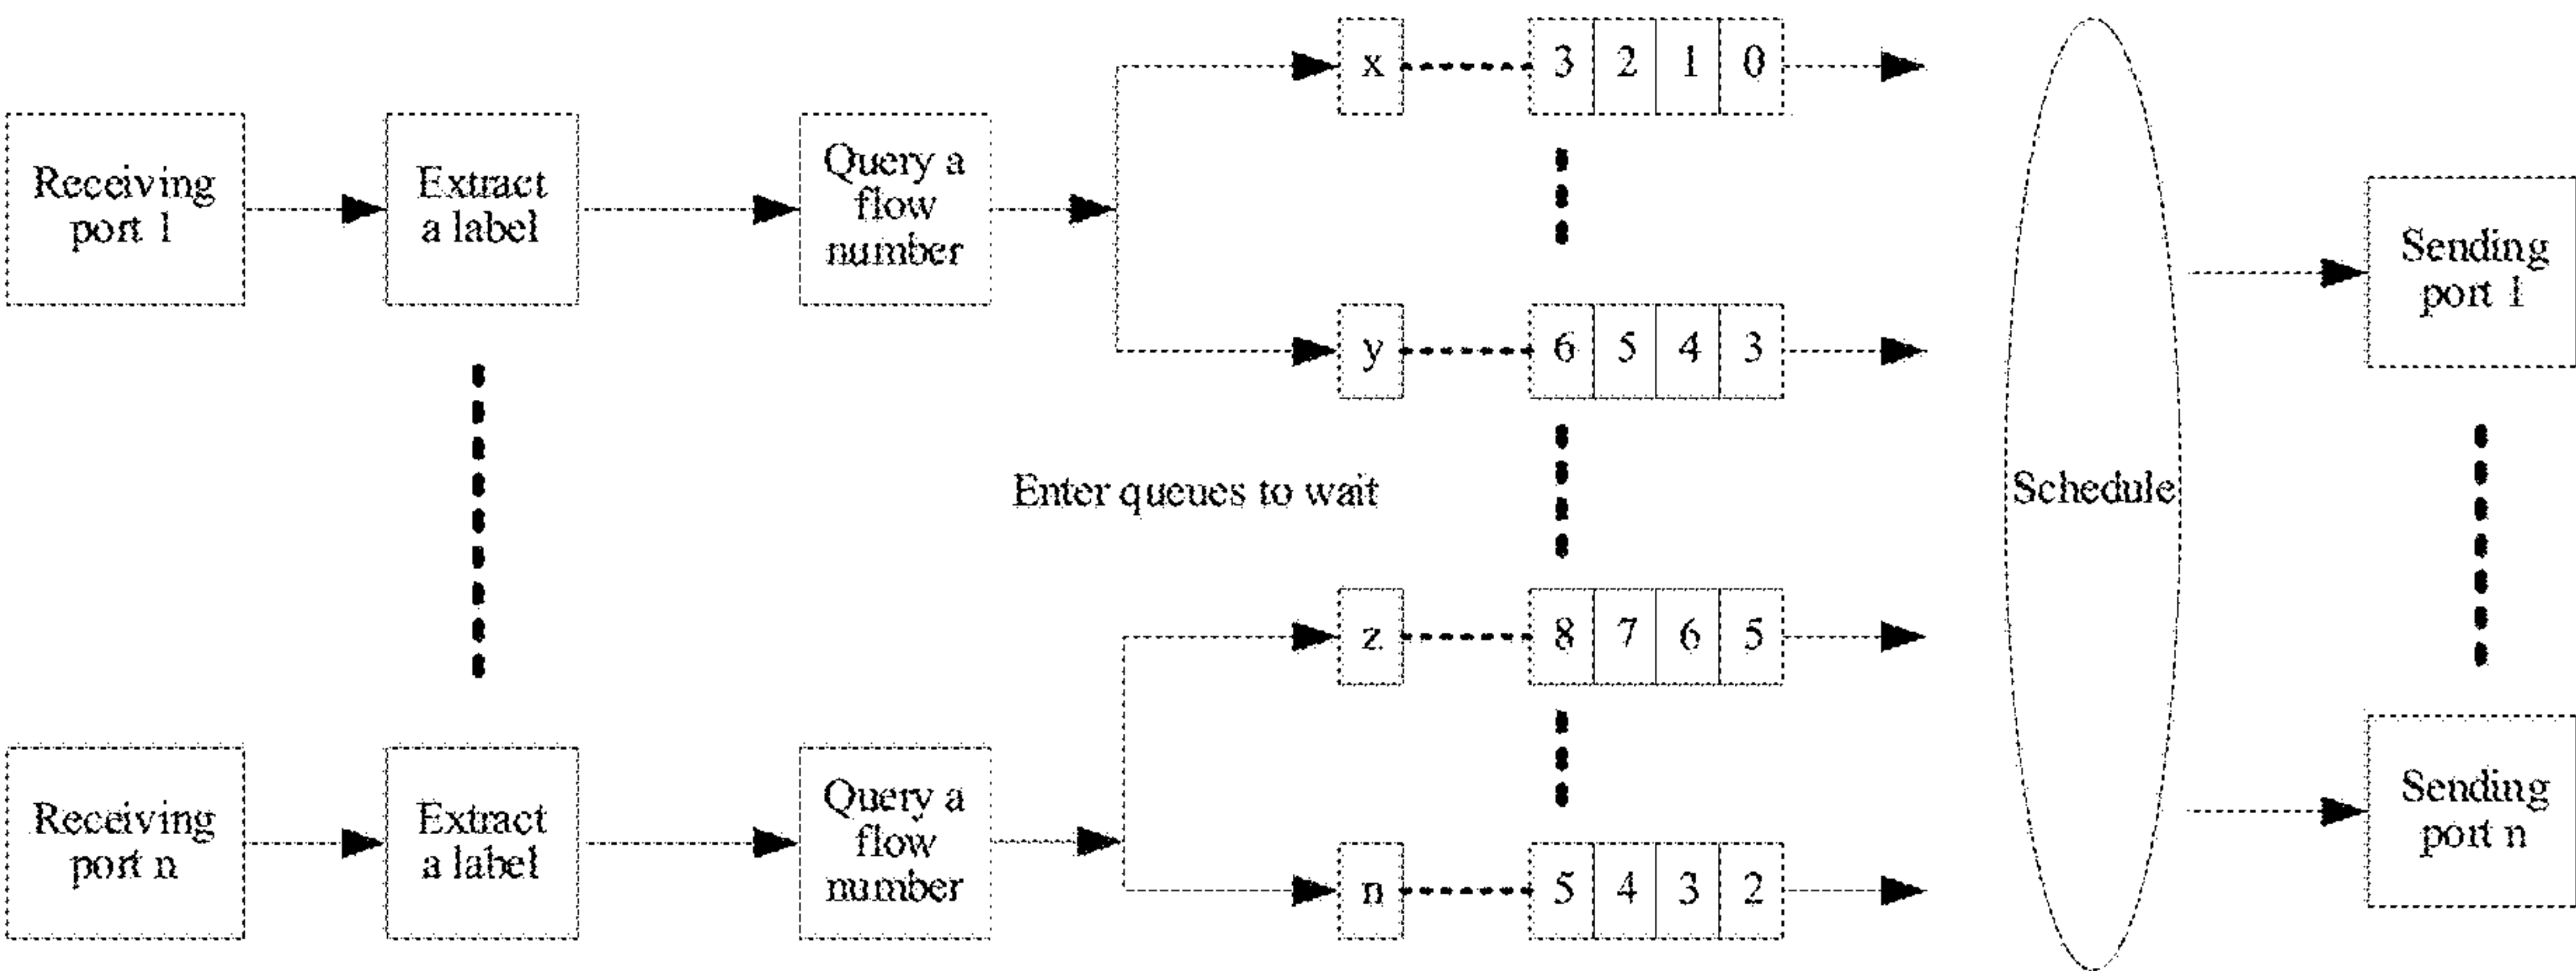 x 3 2 1 0
Receiving
port 1
Extract
a label
Query a
flow
number
Sending
port 1
y 6 5 4 3
Enter queues to wait
Schedule
z 8 7 6 5
Receiving
port n
Extract
a label
Query a
flow
number
Sending
port n
n 5 4 3 2